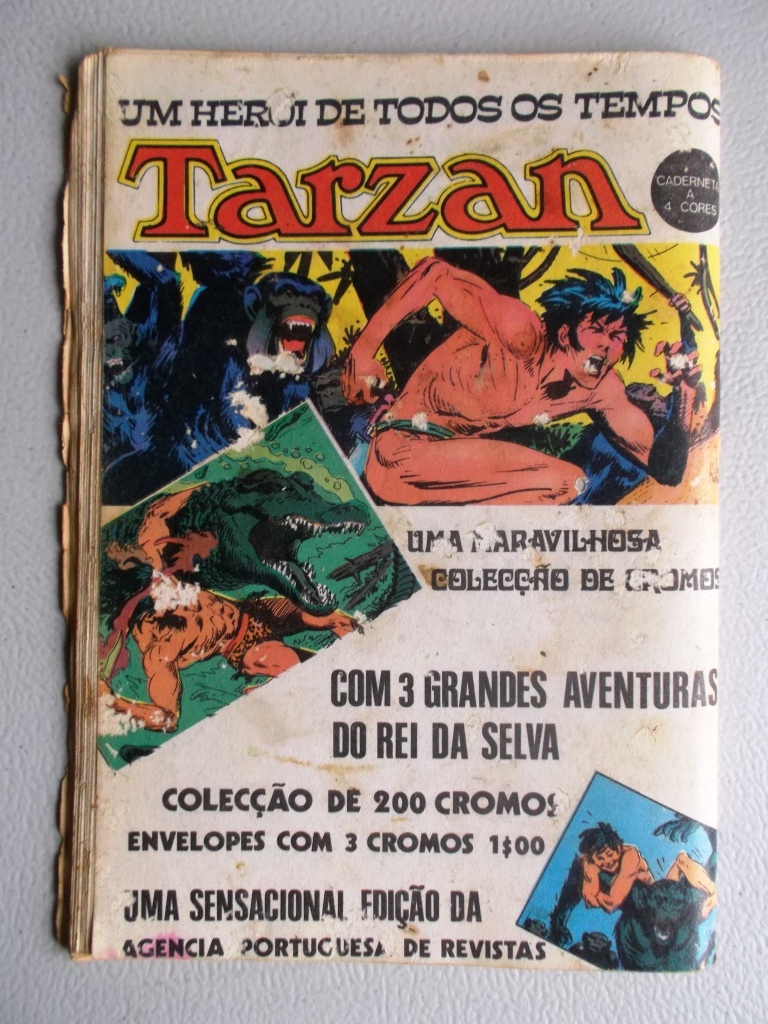 UM HEROI DE TODOS OS TEMPOS
Tarzan
CADERNETA
A
4 CORES
UMA MARAVILHOSA
COLECÇÃO DE CROMOS
COM 3 GRANDES AVENTURAS
DO REI DA SELVA
COLECÇÃO DE 200 CROMOS
ENVELOPES COM 3 CROMOS 1$00
UMA SENSACIONAL EDIÇÃO DA
AGENCIA PORTUGUESA DE REVISTAS